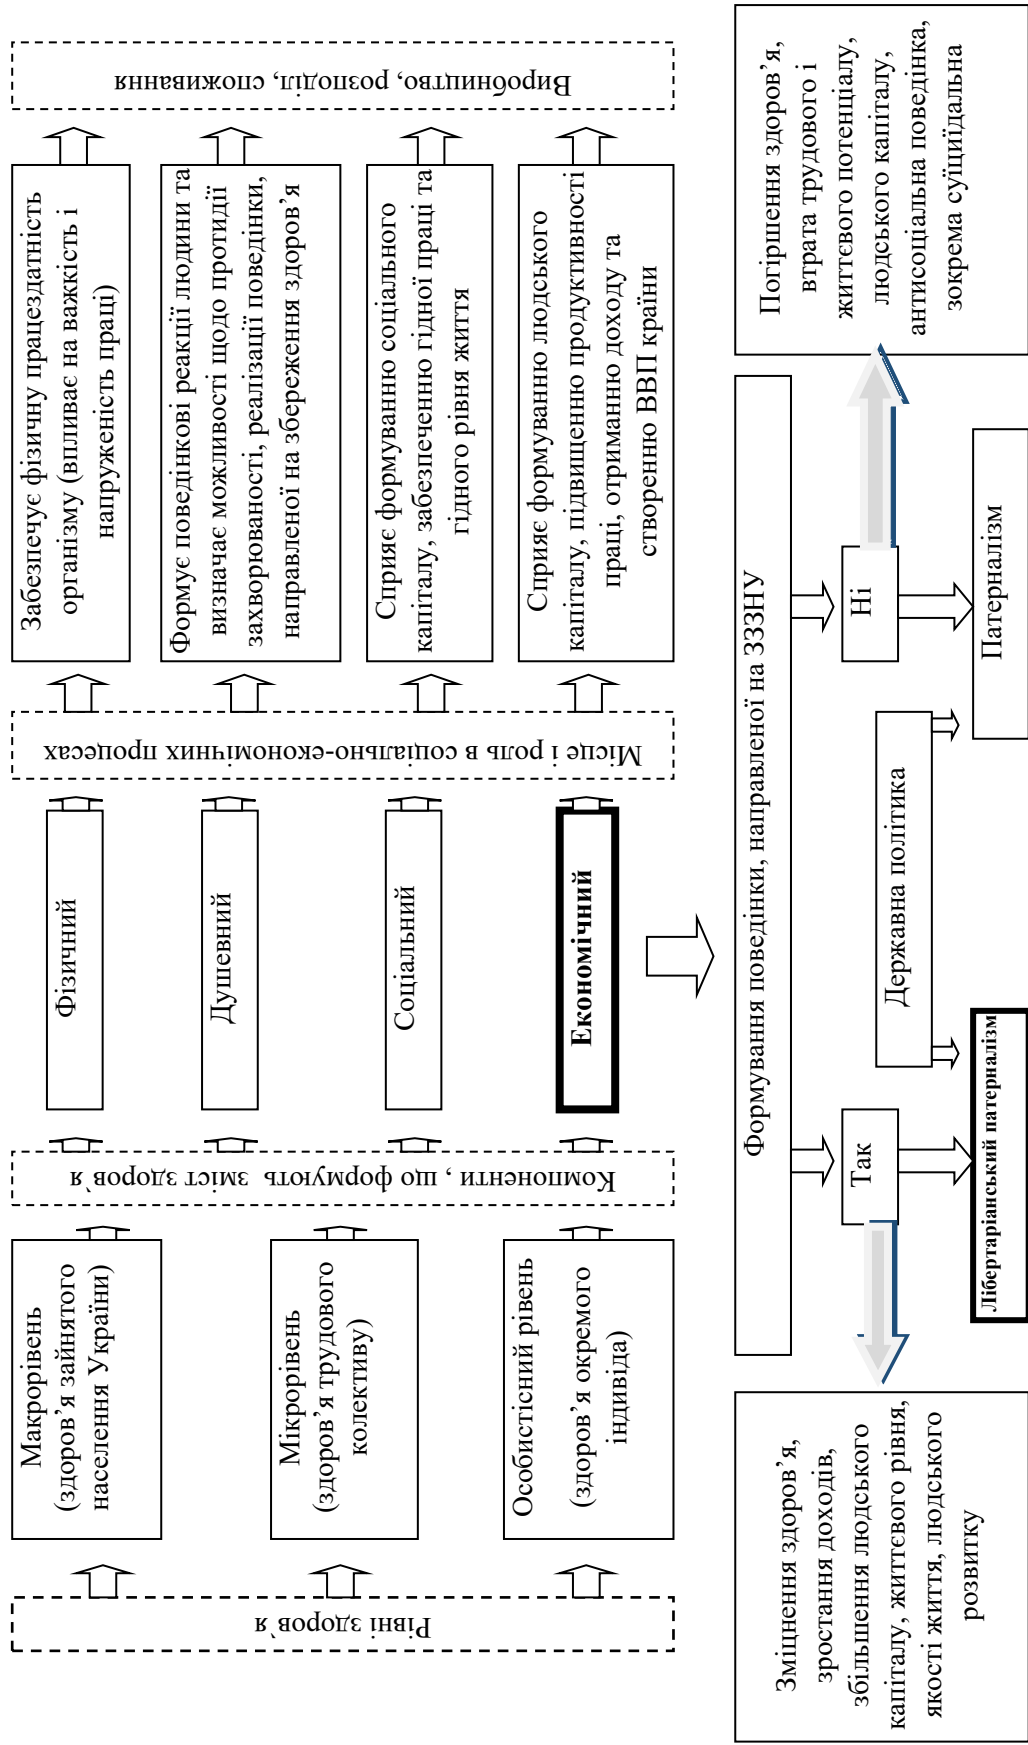 Рівні здоров`я
Макрорівень
(здоров’я зайнятого
населення України)
Мікрорівень
(здоров’я трудового
колективу)
Особистісний рівень
(здоров’я окремого
індивіда)
Компоненти , що формують зміст здоров`я
Фізичний
Душевний
Соціальний
Економічний
Місце і роль в соціально-економічних процесах
Забезпечує фізичну працездатність
організму (впливає на важкість і
напруженість праці)
Формує поведінкові реакції людини та
визначає можливості щодо протидії
захворюваності, реалізації поведінки,
направленої на збереження здоров’я
Сприяє формуванню соціального
капіталу, забезпеченню гідної праці та
гідного рівня життя
Сприяє формуванню людського
капіталу, підвищенню продуктивності
праці, отриманню доходу та
створенню ВВП країни
Виробництво, розподіл, споживання
Формування поведінки, направленої на ЗЗЗНУ
Так
Ні
Державна політика
Лібертаріанський патерналізм
Патерналізм
Зміцнення здоров’я,
зростання доходів,
збільшення людського
капіталу, життєвого рівня,
якості життя, людського
розвитку
Погіршення здоров’я,
втрата трудового і
життєвого потенціалу,
людського капіталу,
антисоціальна поведінка,
зокрема суїцидальна